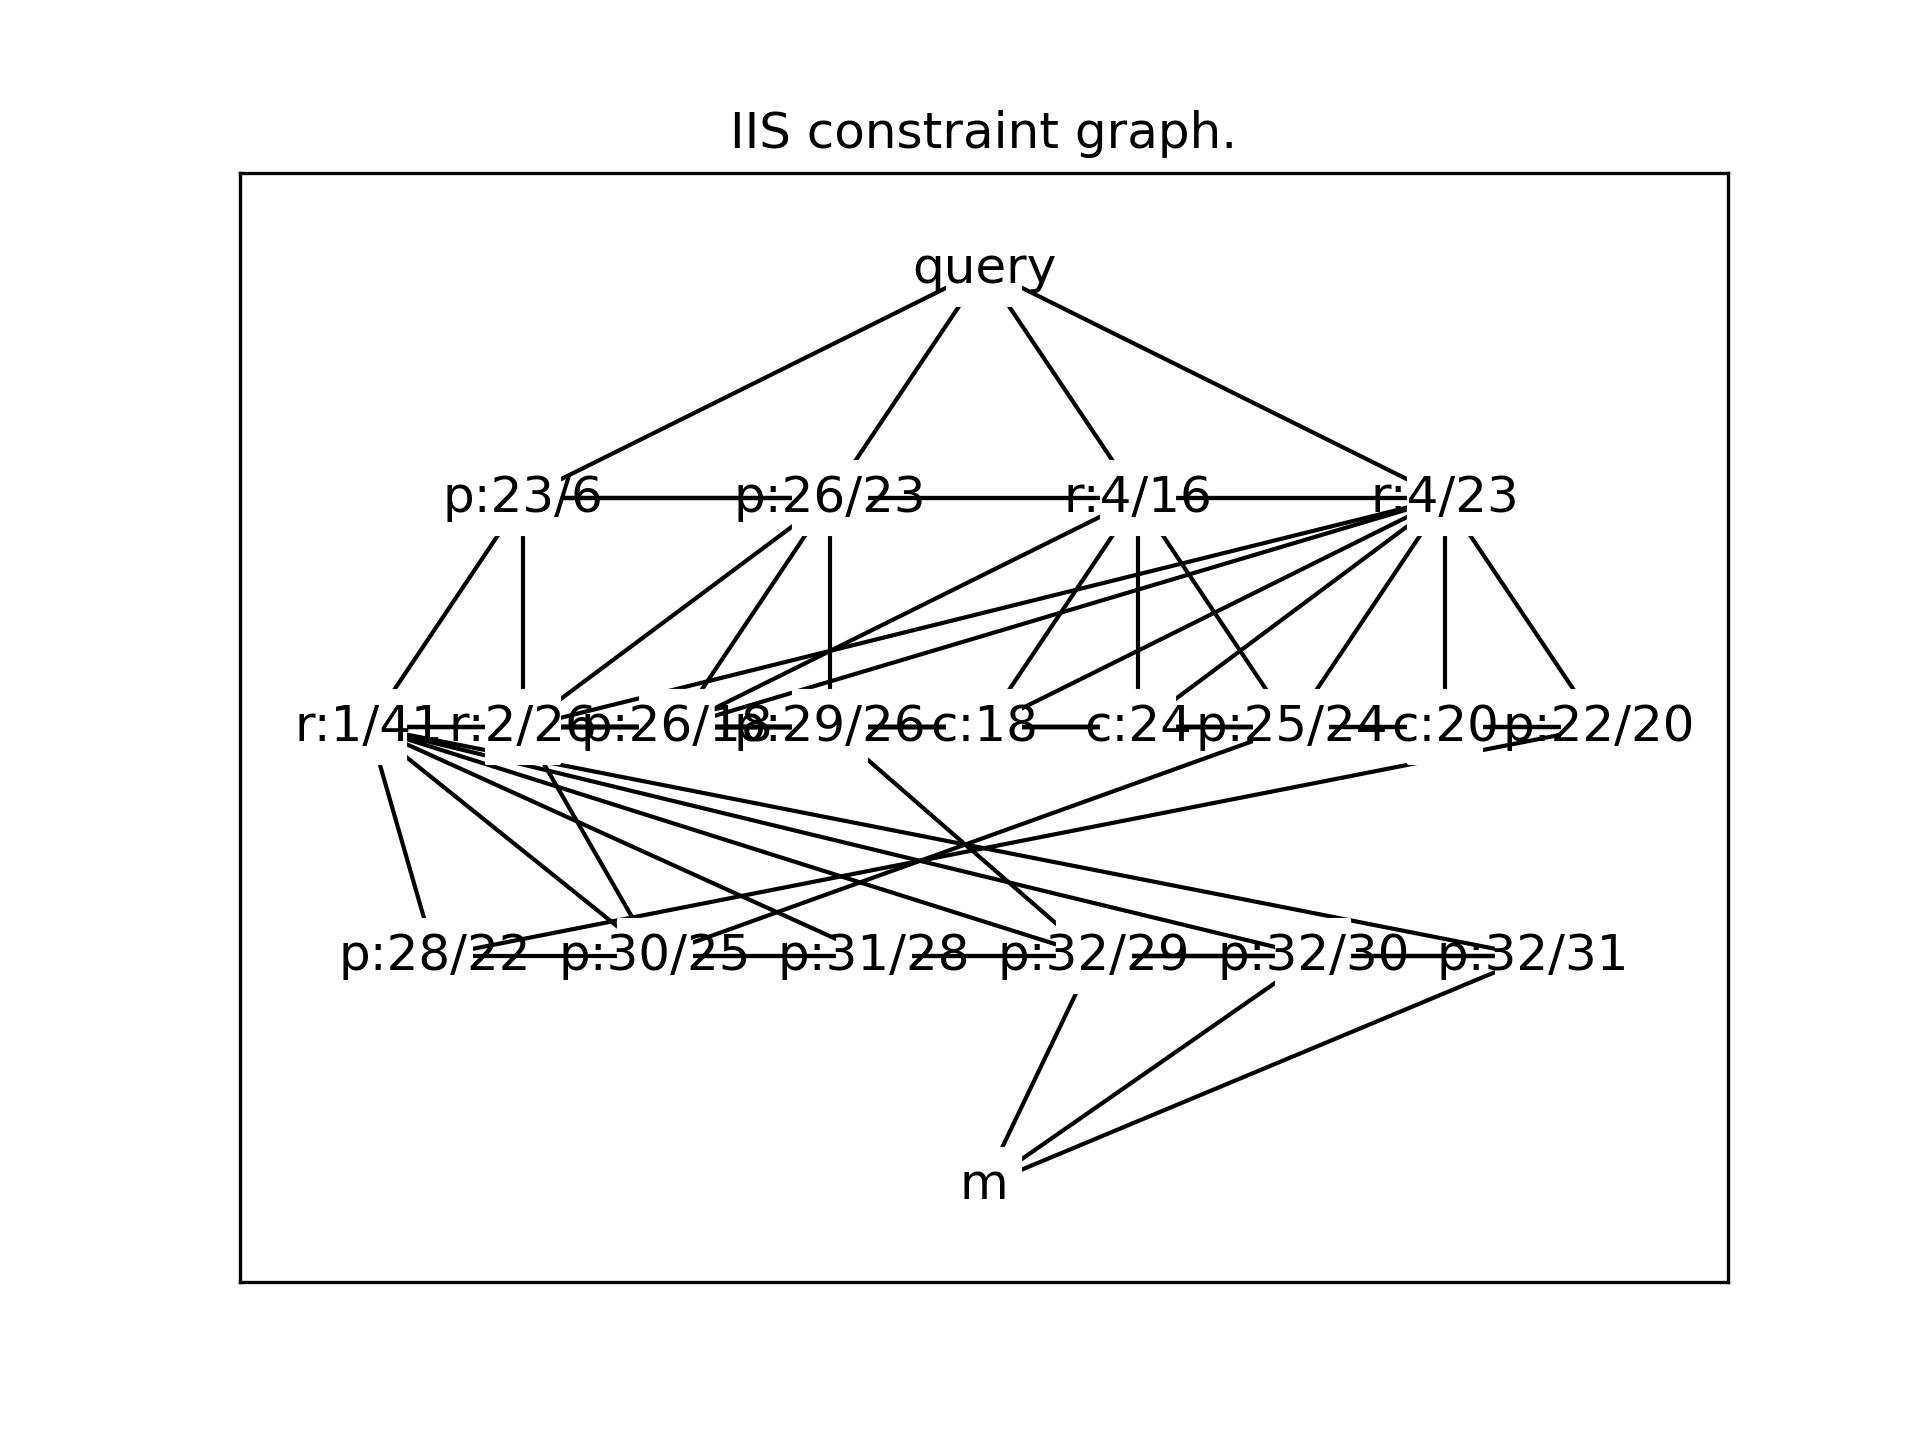 IIS constraint graph.
query
p:23/6 p:26/23 r:4/16 r:4/23
r:1/41 r:2/26 p:26/18 p:29/26 c:18 c:24 p:25/24 c:20 p:22/20
p:28/22 p:30/25 p:31/28 p:32/29 p:32/30 p:32/31
m